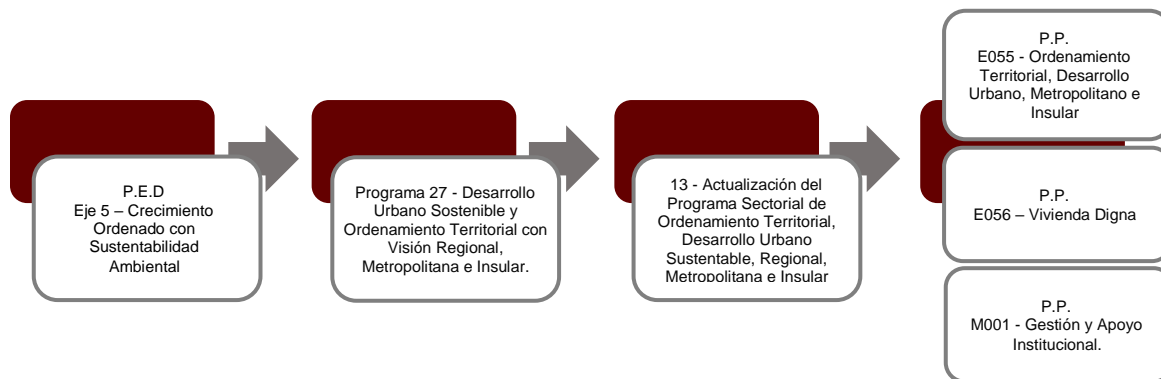 P.E.D
Eje 5 – Crecimiento
Ordenado con
Sustentabilidad
Ambiental
Programa 27 - Desarrollo
Urbano Sostenible y
Ordenamiento Territorial con
Visión Regional,
Metropolitana e Insular.
13 - Actualización del
Programa Sectorial de
Ordenamiento Territorial,
Desarrollo Urbano
Sustentable, Regional,
Metropolitana e Insular
P.P.
E055 - Ordenamiento
Territorial, Desarrollo
Urbano, Metropolitano e
Insular
P.P.
E056 – Vivienda Digna
P.P.
M001 - Gestión y Apoyo
Institucional.